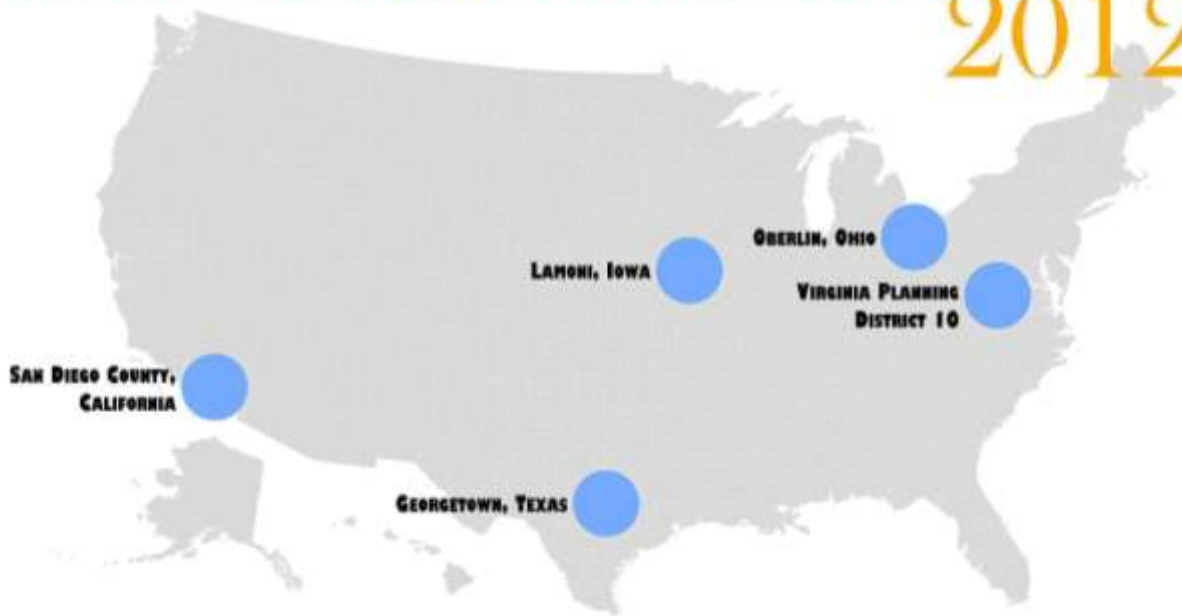 2012
OBERLIN, OHIO
LAMONI, IOWA
VIRGINIA PLANNING
DISTRICT 10
SAN DIEGO COUNTY,
CALIFORNIA
GEORGETOWN, TEXAS